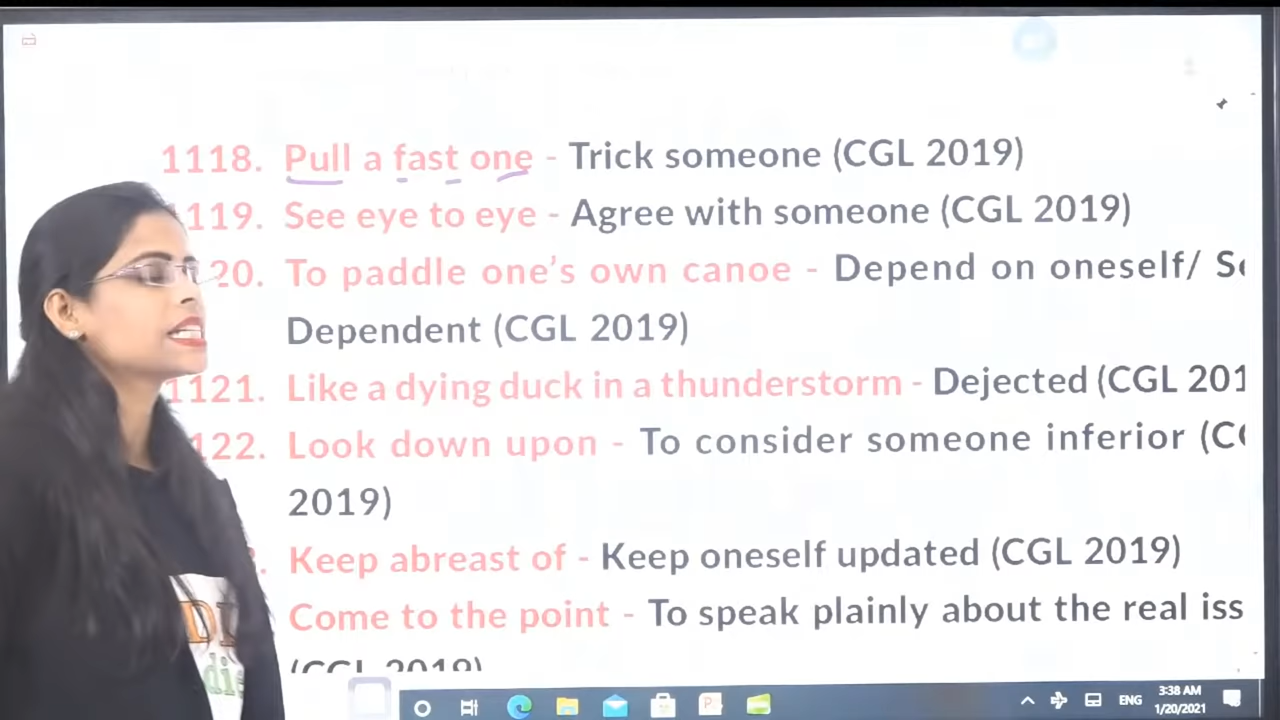 1118. Pull a fast one - Trick someone (CGL 2019)
119. See eye to eye - Agree with someone (CGL 2019)
20. To paddle one's own canoe - Depend on oneself/
Dependent (CGL 2019)
1121. Like a dying duck in a thunderstorm - Dejected (CGL 201
122. Look down upon - To consider someone inferior
2019)
Keep abreast of - Keep oneself updated (CGL 2019)
Come to the point - To speak plainly about the real iss
(CGL 2019)
ENG
3:38 AM
1/20/2021